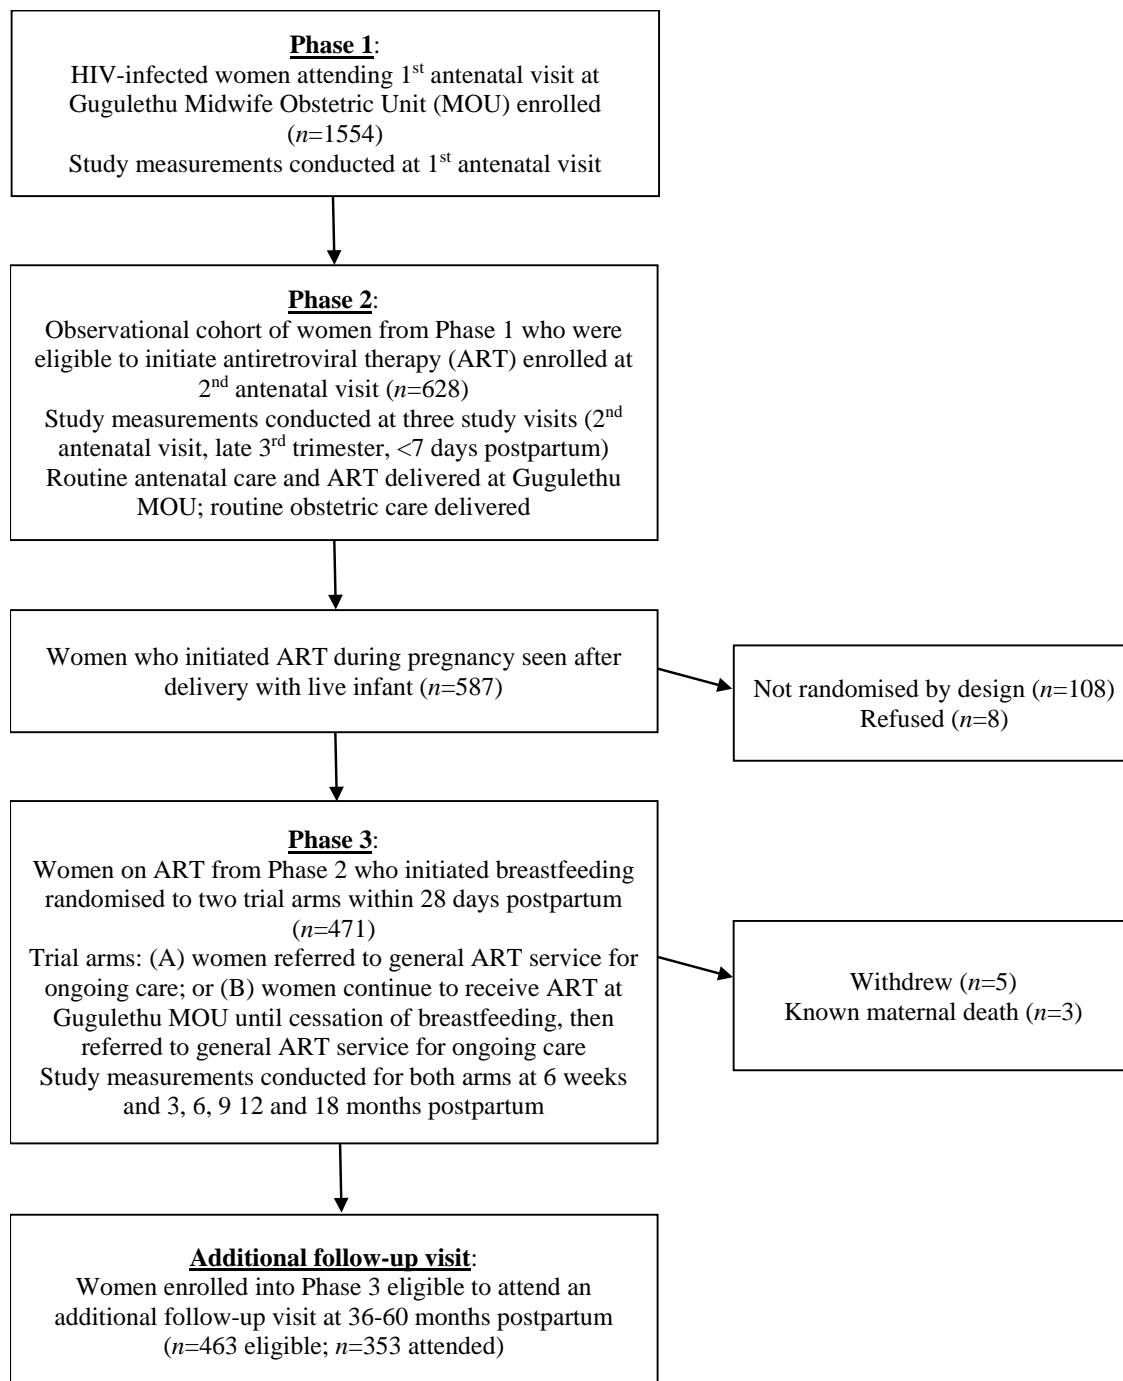 Phase 1:
HIV-infected women attending 1st antenatal visit at
Gugulethu Midwife Obstetric Unit (MOU) enrolled
(n=1554)
Study measurements conducted at 1st antenatal visit
Phase 2:
Observational cohort of women from Phase 1 who were
eligible to initiate antiretroviral therapy (ART) enrolled at
2nd antenatal visit (n=628)
Study measurements conducted at three study visits (2nd
antenatal visit, late 3rd trimester, <7 days postpartum)
Routine antenatal care and ART delivered at Gugulethu
MOU; routine obstetric care delivered
Women who initiated ART during pregnancy seen after
delivery with live infant (n=587)
Not randomised by design (n=108)
Refused (n=8)
Phase 3:
Women on ART from Phase 2 who initiated breastfeeding
randomised to two trial arms within 28 days postpartum
(n=471)
Trial arms: (A) women referred to general ART service for
ongoing care; or (B) women continue to receive ART at
Gugulethu MOU until cessation of breastfeeding, then
referred to general ART service for ongoing care
Study measurements conducted for both arms at 6 weeks
and 3, 6, 9 12 and 18 months postpartum
Withdrew (n=5)
Known maternal death (n=3)
Additional follow-up visit:
Women enrolled into Phase 3 eligible to attend an
additional follow-up visit at 36-60 months postpartum
(n=463 eligible; n=353 attended)